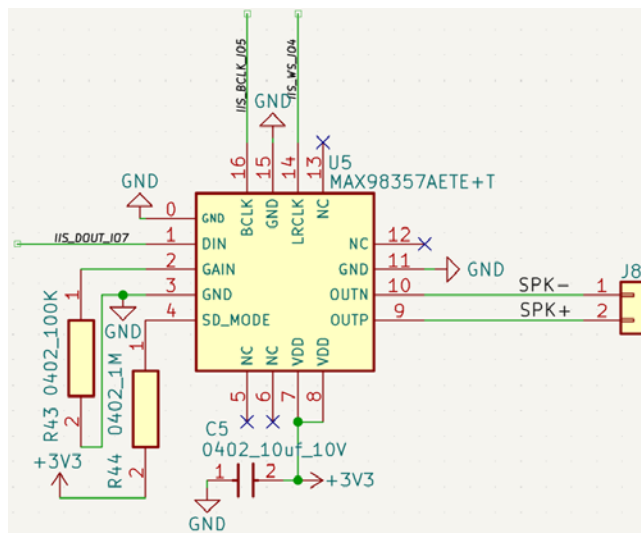 IIS_BCLK_IO5
IIS_WS_IO4
GND
16
15
14
13
U5
MAX98357AETE+T
GND
BCLK
GND
LRCLK
NC
0
GND
IIS_DOUT_IO7
1
DIN
NC
12
2
GAIN
GND
11
GND
J8
3
GND
OUTN
10
SPK-
1
GND
4
SD_MODE
OUTP
9
SPK+
2
1
0402_100K
R43
2
1
0402_1M
R44
2
NC
NC
VDD
VDD
5
6
7
8
C5
0402_10uf_10V
+3V3
1
2
+3V3
GND